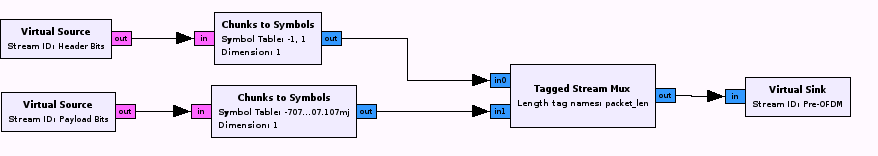 Virtual Source
Stream ID: Header Bits
out
in
Chunks to Symbols
Symbol Table: -1, 1
Dimension: 1
out
Virtual Source
Stream ID: Payload Bits
out
in
Chunks to Symbols
Symbol Table: -707...07.107mj
Dimension: 1
out
in0
in1
Tagged Stream Mux
Length tag names: packet_len
out
in
Virtual Sink
Stream ID: Pre-OFDM